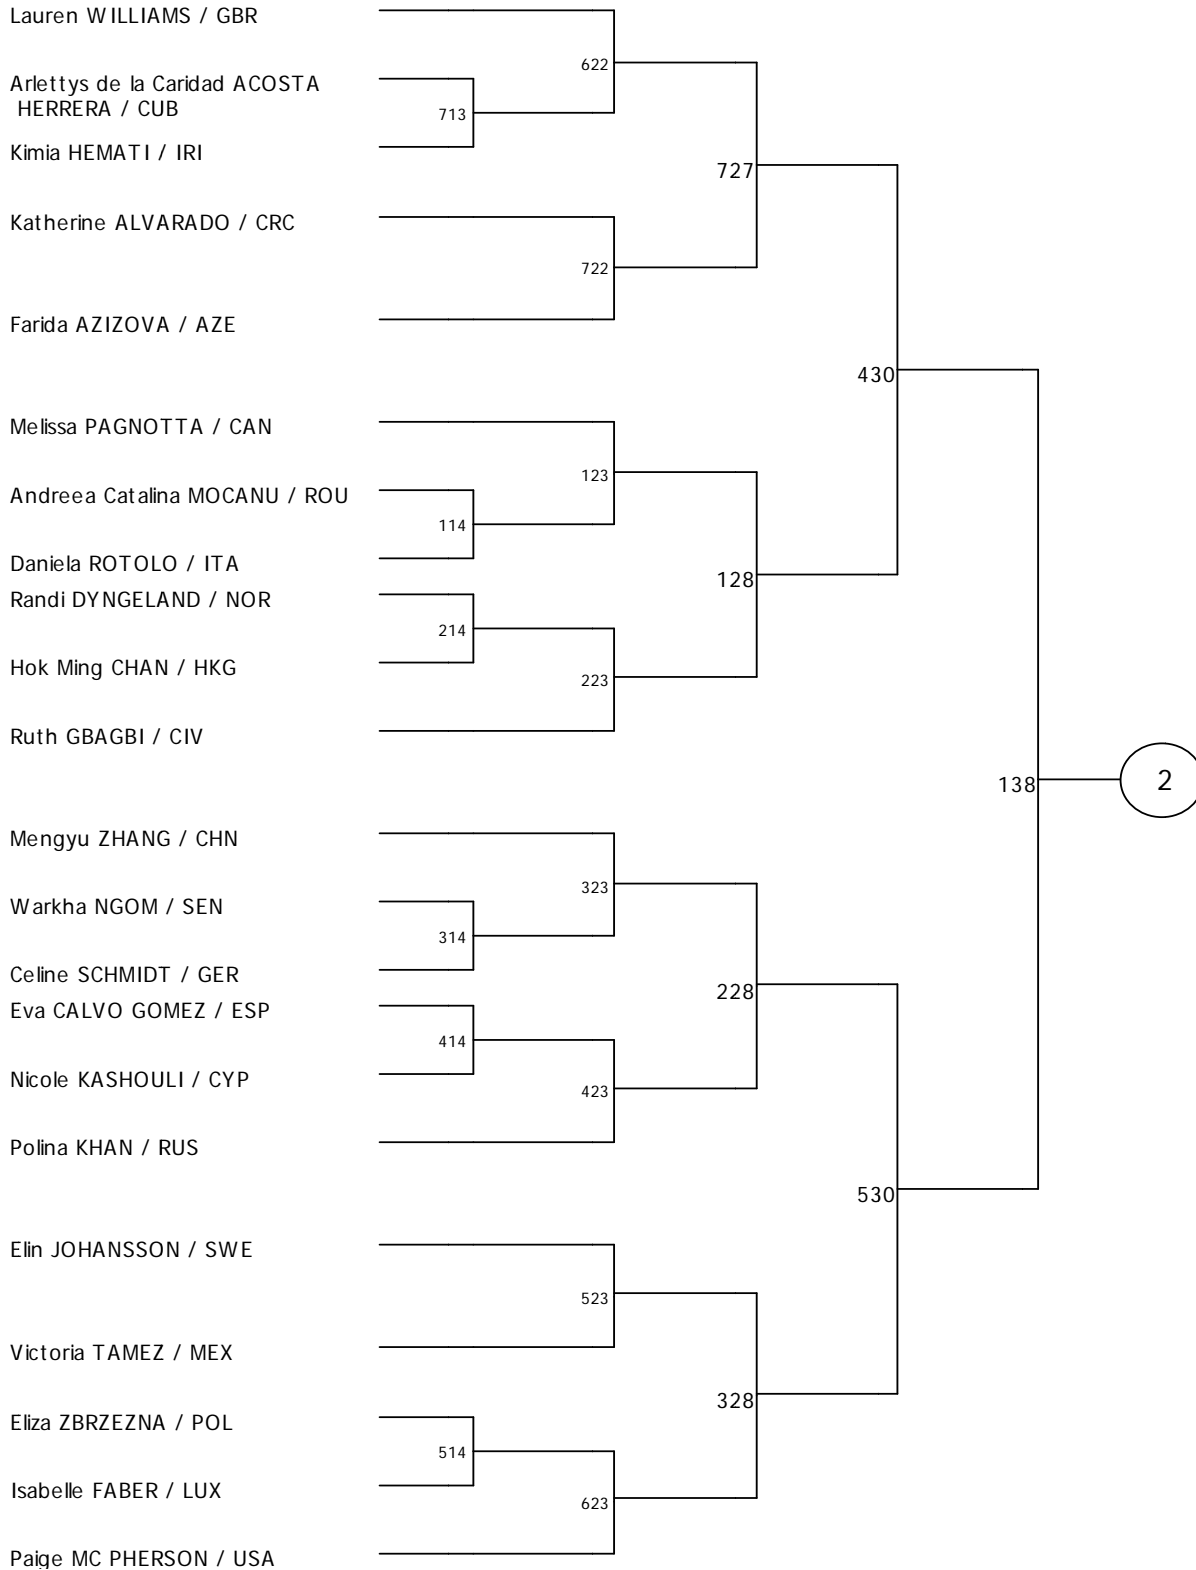 Lauren WILLIAMS / GBR
622
Arlettys de la Caridad ACOSTA
HERRERA / CUB
713
Kimia HEMATI / IRI
727
Katherine ALVARADO / CRC
722
Farida AZIZOVA / AZE
430
Melissa PAGNOTTA / CAN
123
Andreea Catalina MOCANU / ROU
114
Daniela ROTOLO / ITA
128
Randi DYNGELAND / NOR
214
Hok Ming CHAN / HKG
223
Ruth GBAGBI / CIV
138
2
Mengyu ZHANG / CHN
323
Warkha NGOM / SEN
314
Celine SCHMIDT / GER
228
Eva CALVO GOMEZ / ESP
414
Nicole KASHOULI / CYP
423
Polina KHAN / RUS
530
Elin JOHANSSON / SWE
523
Victoria TAMEZ / MEX
328
Eliza ZBRZEZNA / POL
514
Isabelle FABER / LUX
623
Paige MC PHERSON / USA